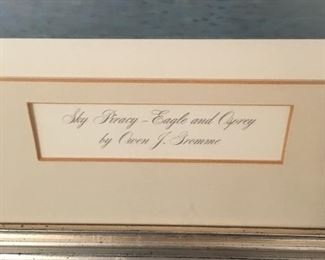 Sky Piracy – Eagle and Osprey
by Owen J. Gromme